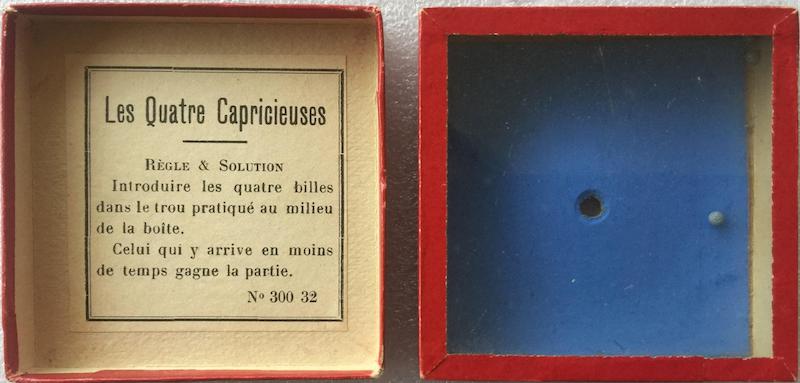 Les Quatre Capricieuses
RÈGLE & SOLUTION
Introduire les quatre billes
dans le trou pratiqué au milieu
de la boîte.
Celui qui y arrive en moins
de temps gagne la partie.
No 300 32